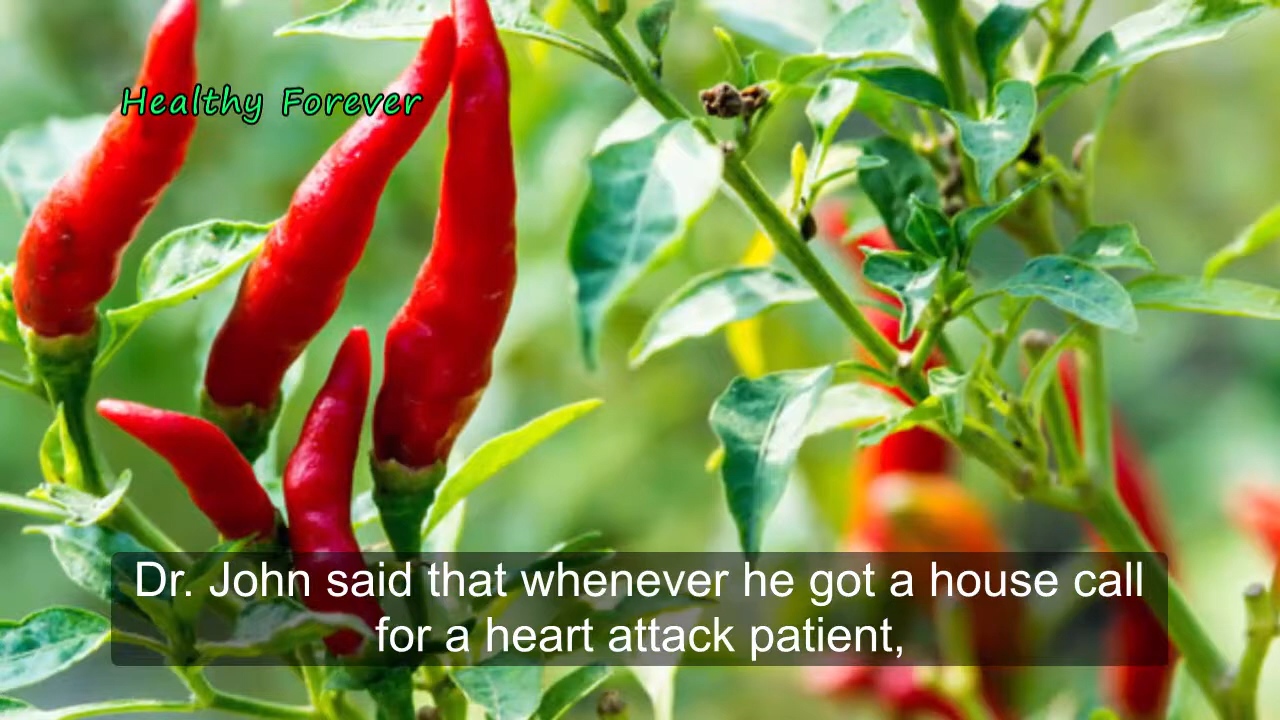 Healthy Forever
Dr. John said that whenever he got a house call
for a heart attack patient,